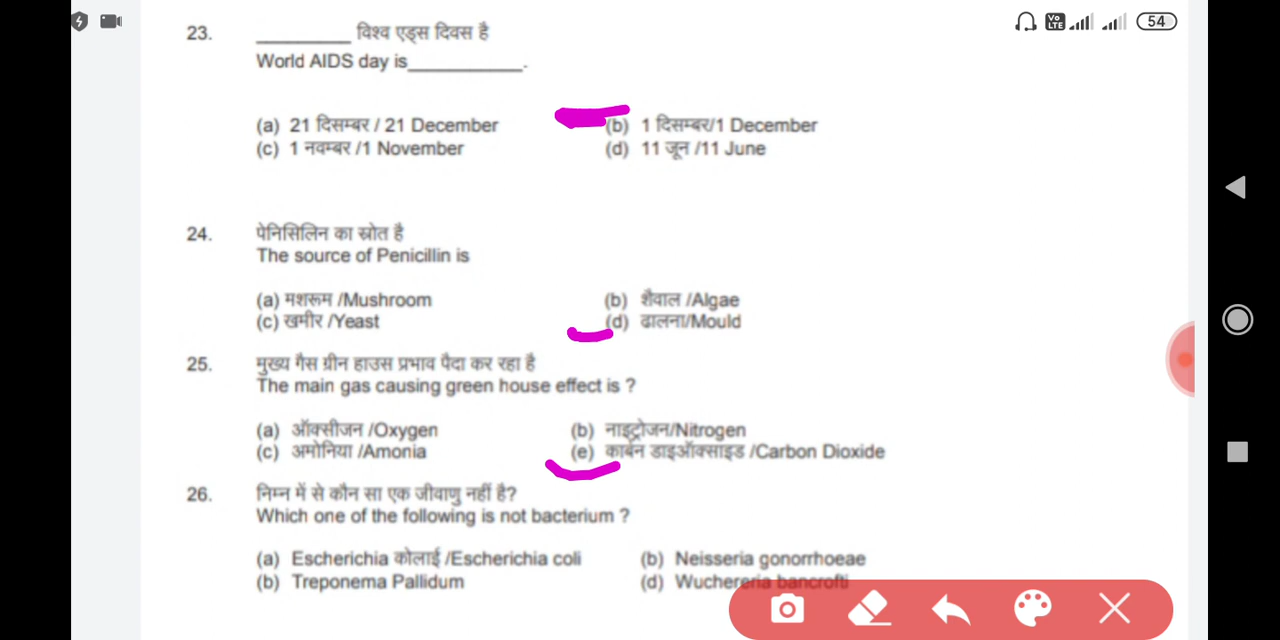 Vo LTE 54
23. __________ विश्व एड्स दिवस है
World AIDS day is____________.
(a) 21 दिसम्बर / 21 December (b) 1 दिसम्बर/1 December
(c) 1 नवम्बर /1 November (d) 11 जून /11 June
24. पेनिसिलिन का स्रोत है
The source of Penicillin is
(a) मशरूम /Mushroom (b) शैवाल /Algae
(c) खमीर /Yeast (d) ढालना/Mould
25. मुख्य गैस ग्रीन हाउस प्रभाव पैदा कर रहा है
The main gas causing green house effect is ?
(a) ऑक्सीजन /Oxygen (b) नाइट्रोजन/Nitrogen
(c) अमोनिया /Amonia (e) कार्बन डाइऑक्साइड /Carbon Dioxide
26. निम्न में से कौन सा एक जीवाणु नहीं है?
Which one of the following is not bacterium ?
(a) Escherichia कोलाई /Escherichia coli (b) Neisseria gonorrhoeae
(b) Treponema Pallidum (d) Wuchereria bancrofti